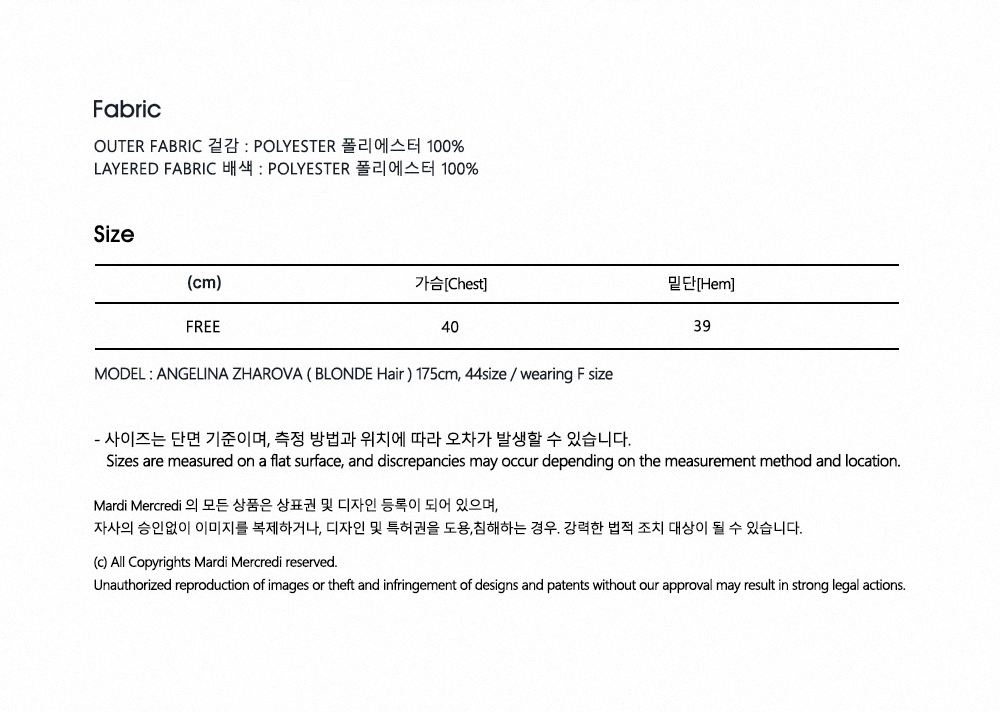 Fabric
OUTER FABRIC 겉감 : POLYESTER 폴리에스터 100%
LAYERED FABRIC 배색 : POLYESTER 폴리에스터 100%
Size
(cm) 가슴[Chest] 밑단[Hem]
FREE 40 39
MODEL : ANGELINA ZHAROVA ( BLONDE Hair ) 175cm, 44size / wearing F size
- 사이즈는 단면 기준이며, 측정 방법과 위치에 따라 오차가 발생할 수 있습니다.
Sizes are measured on a flat surface, and discrepancies may occur depending on the measurement method and location.
Mardi Mercredi 의 모든 상품은 상표권 및 디자인 등록이 되어 있으며,
자사의 승인없이 이미지를 복제하거나, 디자인 및 특허권을 도용,침해하는 경우. 강력한 법적 조치 대상이 될 수 있습니다.
(c) All Copyrights Mardi Mercredi reserved.
Unauthorized reproduction of images or theft and infringement of designs and patents without our approval may result in strong legal actions.